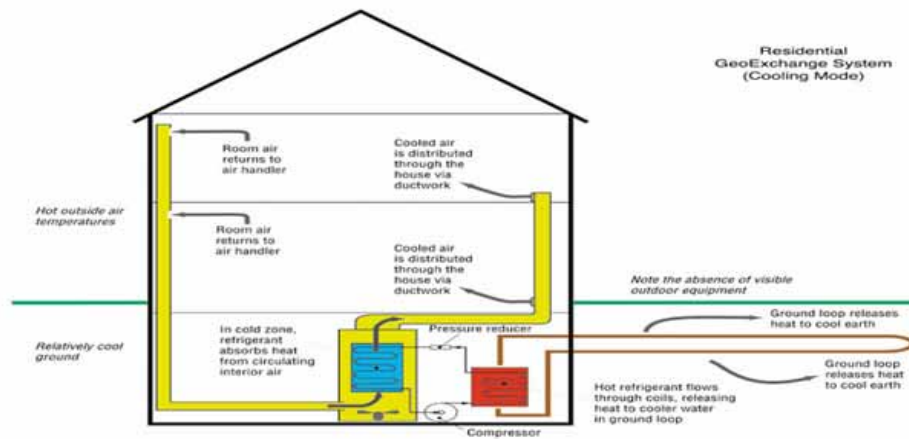 Residential
GeoExchange System
(Cooling Mode)
Room air
returns to
air handler
Cooled air
is distributed
through the
house via
ductwork
Hot outside air
temperatures
Room air
returns to
air handler
Cooled air
is distributed
through the
house via
ductwork
Note the absence of visible
outdoor equipment
Relatively cool
ground
In cold zone,
refrigerant
absorbs heat
from circulating
interior air
Pressure reducer
Ground loop releases
heat to cool earth
Ground loop
releases heat
to cool earth
Hot refrigerant flows
through coils, releasing
heat to cooler water
in ground loop
Compressor